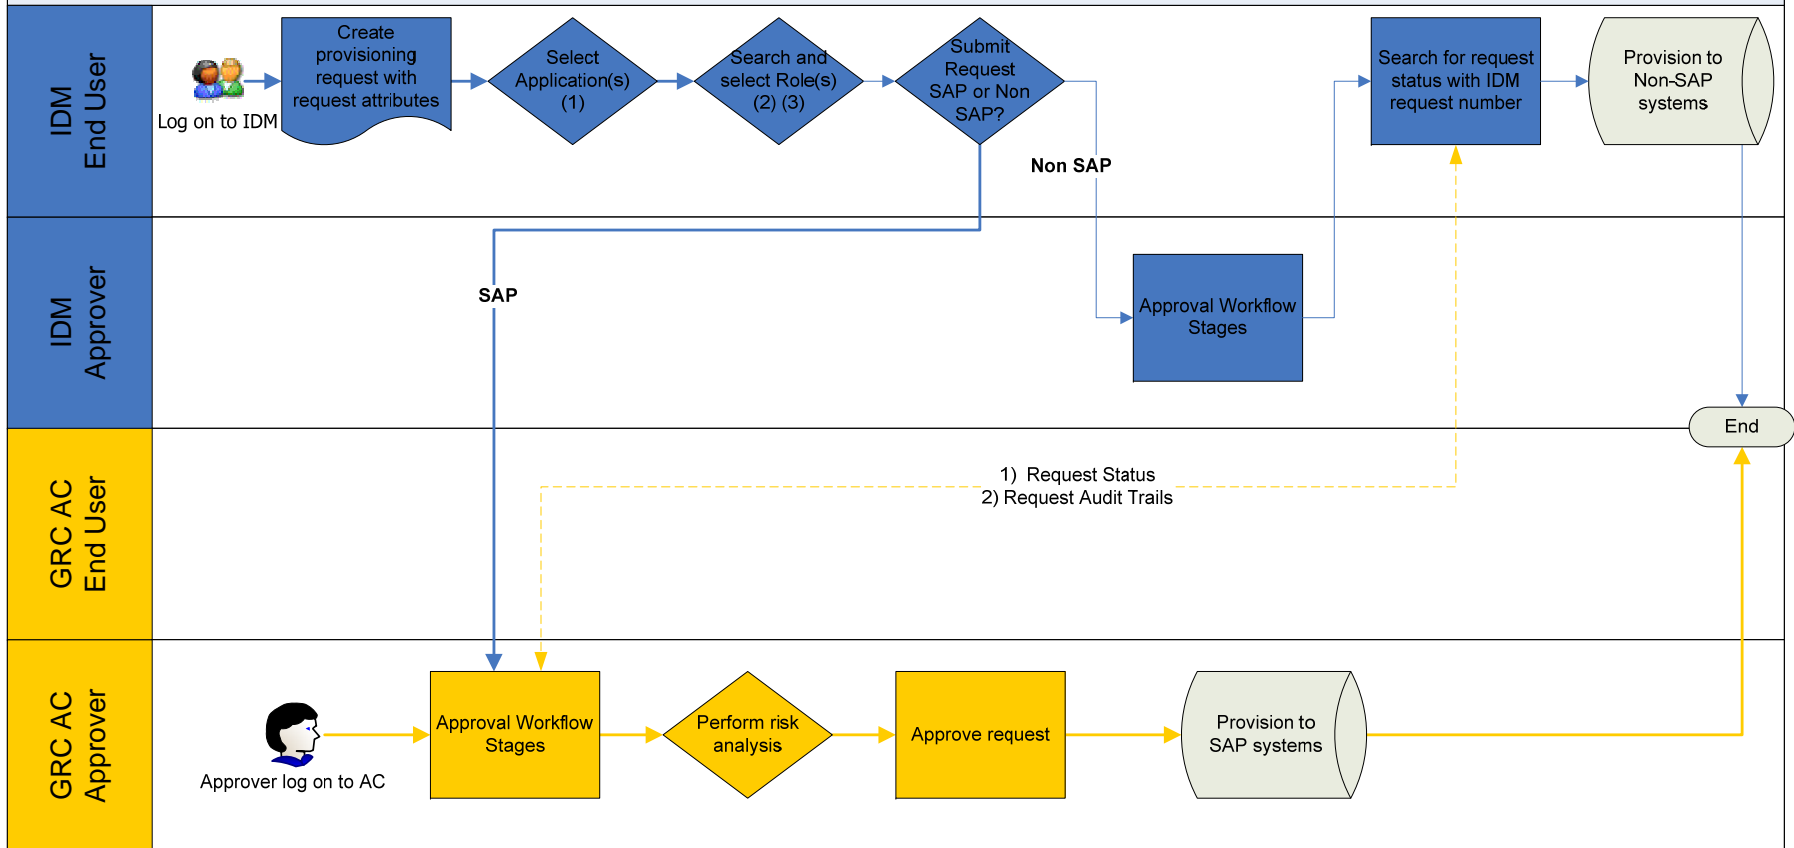 IDM
End User
Log on to IDM
Create
provisioning
request with
request attributes
Select
Application(s)
(1)
Search and
select Role(s)
(2) (3)
Submit
Request
SAP or Non
SAP?
Non SAP
Search for request
status with IDM
request number
Provision to
Non-SAP
systems
IDM
Approver
SAP
Approval Workflow
Stages
End
GRC AC
End User
1)  Request Status
2) Request Audit Trails
GRC AC
Approver
Approver log on to AC
Approval Workflow
Stages
Perform risk
analysis
Approve request
Provision to
SAP systems